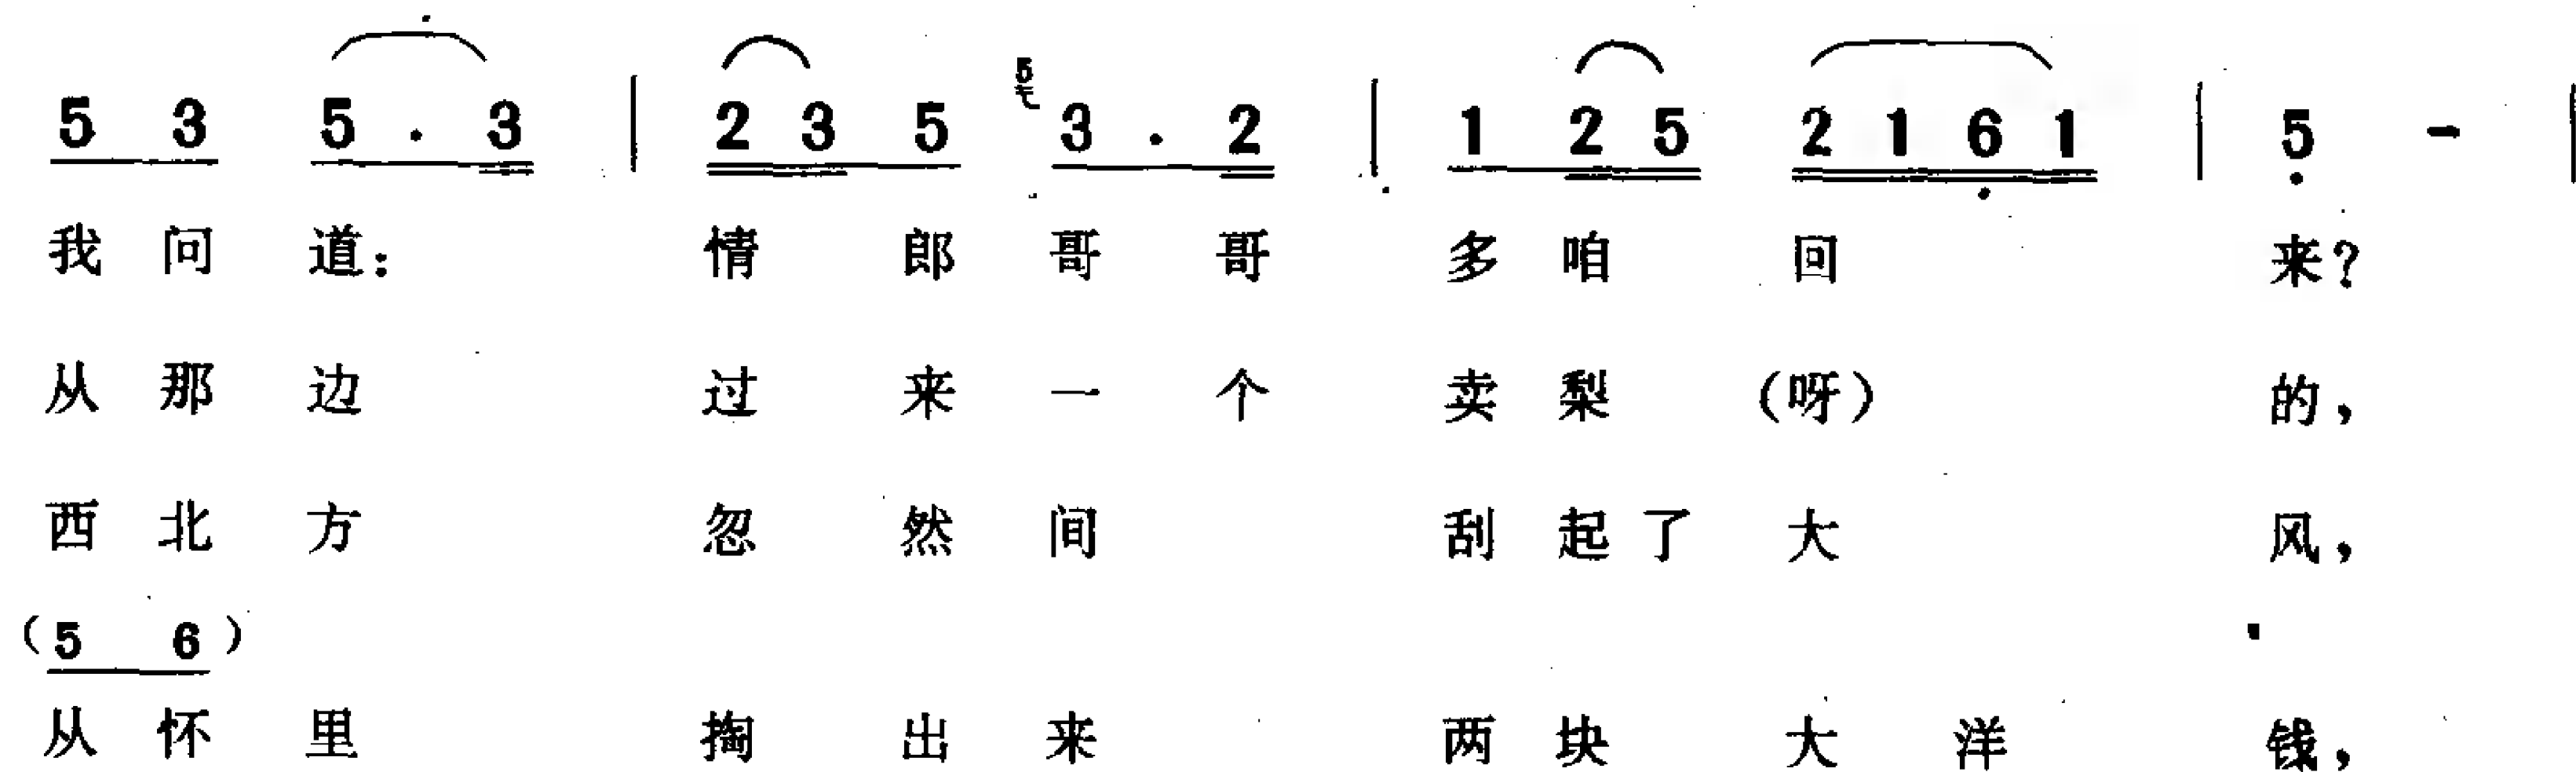 5 3 5 . 3 | 2 3 5 5 3 . 2 | 1 2 5 2 1 6 1 | 5 - |
我 问 道： 情 郎 哥 哥 多 咱 回 来？
从 那 边 过 来 一 个 卖 梨 （呀） 的，
西 北 方 忽 然 间 刮 起 了 大 风，
（5 6）
从 怀 里 掏 出 来 两 块 大 洋 钱，